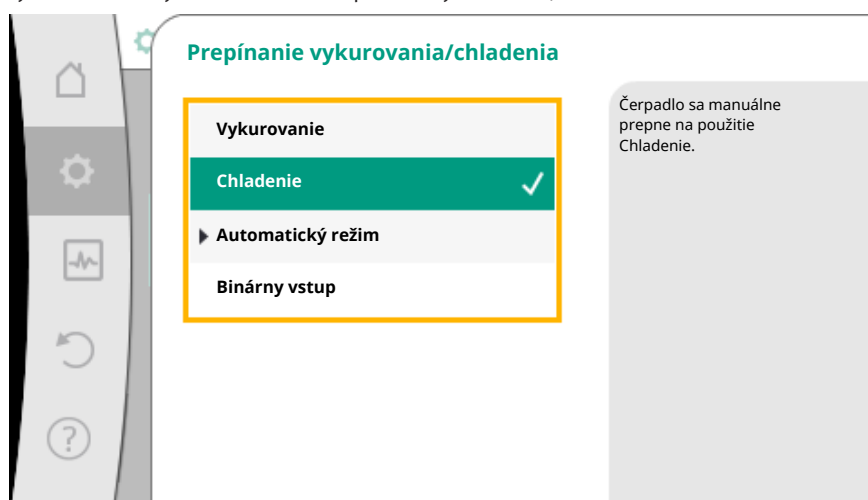 Prepínanie vykurovania/chladenia
Vykurovanie
Chladenie
Automatický režim
Binárny vstup
Čerpadlo sa manuálne
prepne na použitie
Chladenie.
?